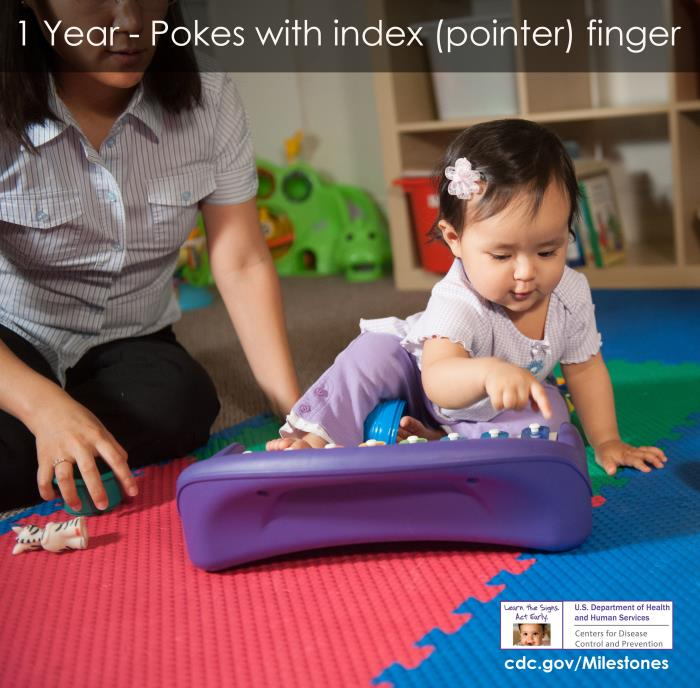 1 Year - Pokes with index (pointer) finger
Learn the Signs.
Act Early.
U.S. Department of Health
and Human Services
Centers for Disease
Control and Prevention
cdc.gov/Milestones